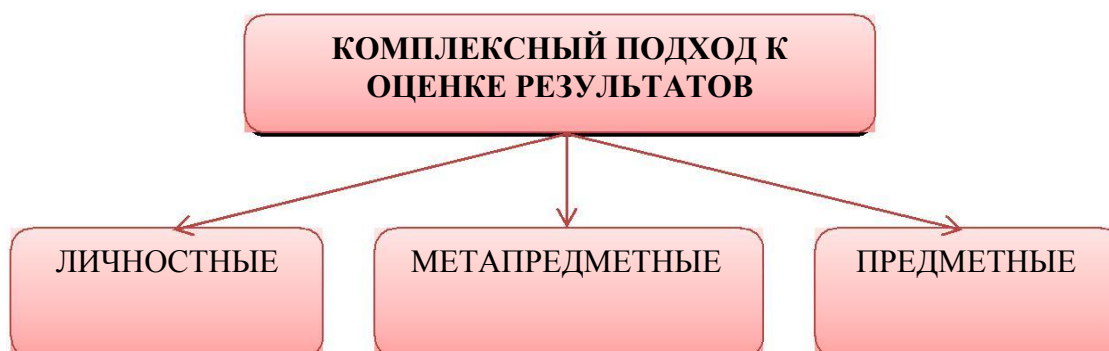 КОМПЛЕКСНЫЙ ПОДХОД К
ОЦЕНКЕ РЕЗУЛЬТАТОВ
ЛИЧНОСТНЫЕ
МЕТАПРЕДМЕТНЫЕ
ПРЕДМЕТНЫЕ